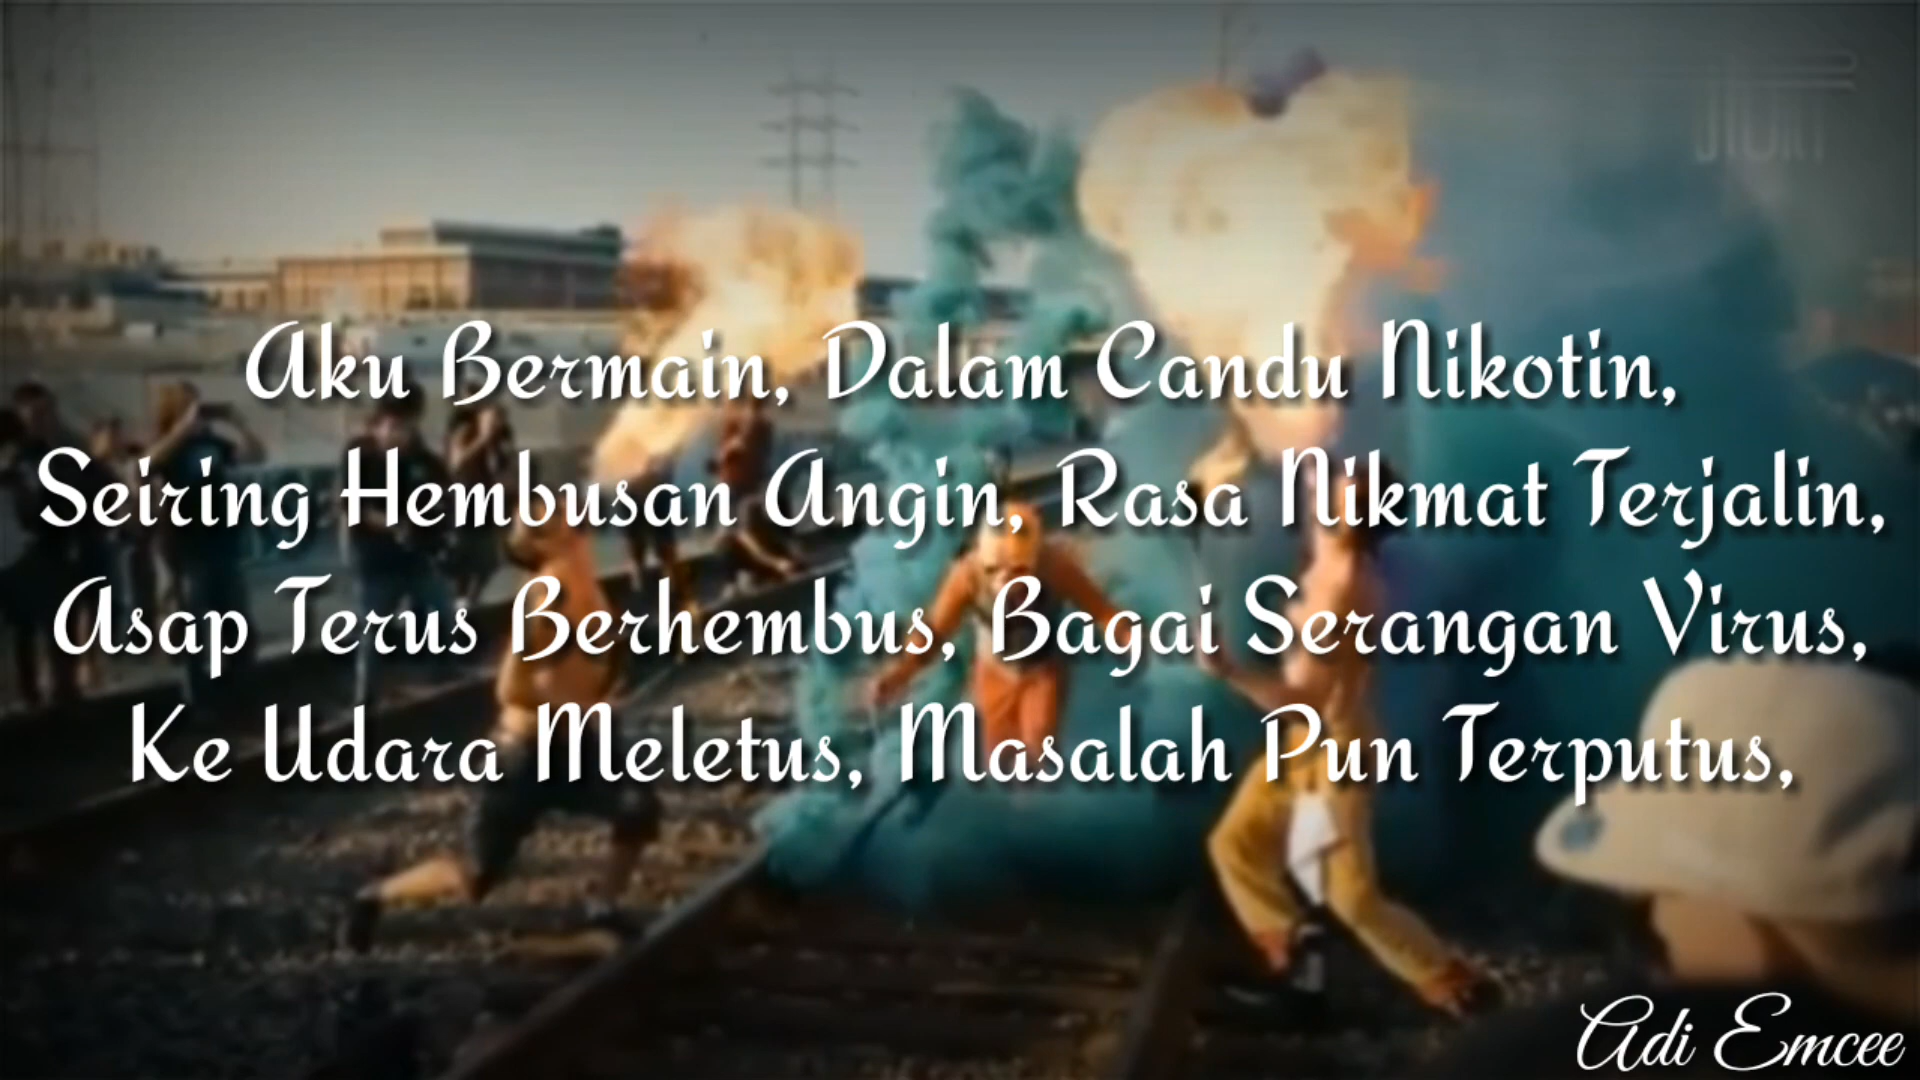 Aku Bermain, Dalam Candu Nikotin,
Seiring Hembusan Angin, Rasa Nikmat Terjalin,
Asap Terus Berhembus, Bagai Serangan Virus,
Ke Udara Meletus, Masalah Pun Terputus,
Adi Emcee